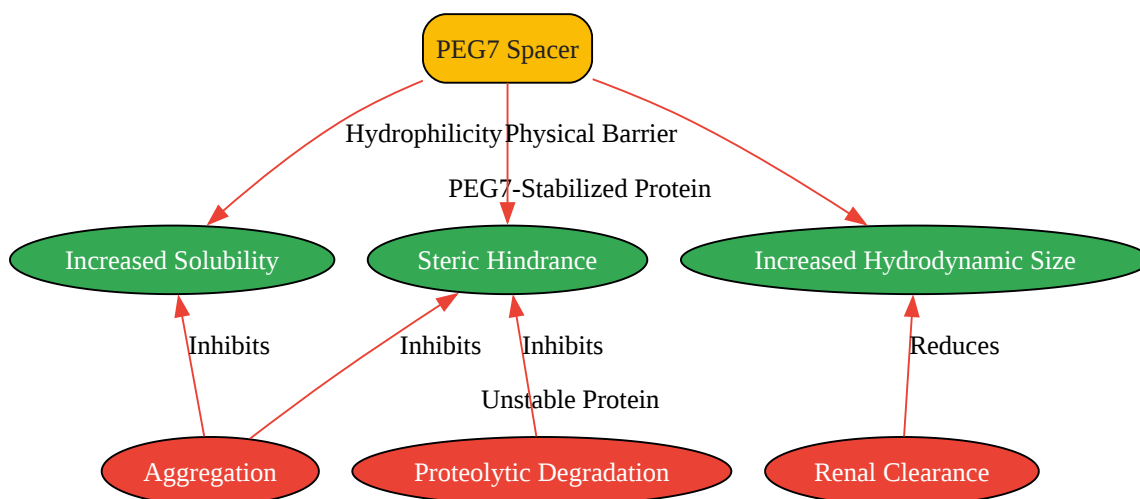 PEG7 Spacer
Hydrophilicity
Physical Barrier
PEG7-Stabilized Protein
Increased Solubility
Steric Hindrance
Increased Hydrodynamic Size
Inhibits
Inhibits
Inhibits
Reduces
Unstable Protein
Aggregation
Proteolytic Degradation
Renal Clearance